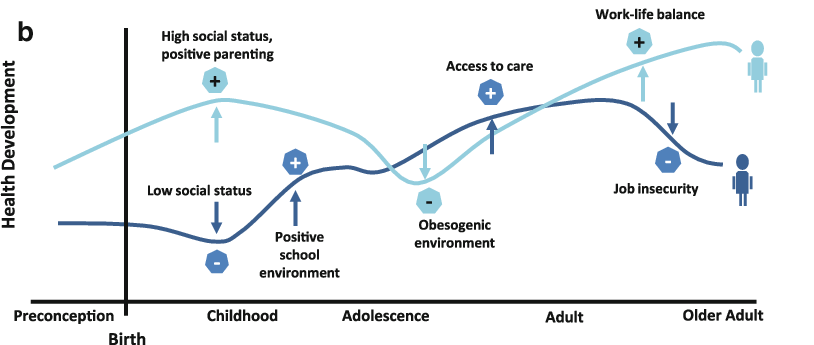 b
Work-life balance
+
High social status,
positive parenting
+
Access to care
+
Health Development
+
Low social status
-
Positive
school
environment
-
Obesogenic
environment
-
Job insecurity
Preconception
Birth
Childhood
Adolescence
Adult
Older Adult